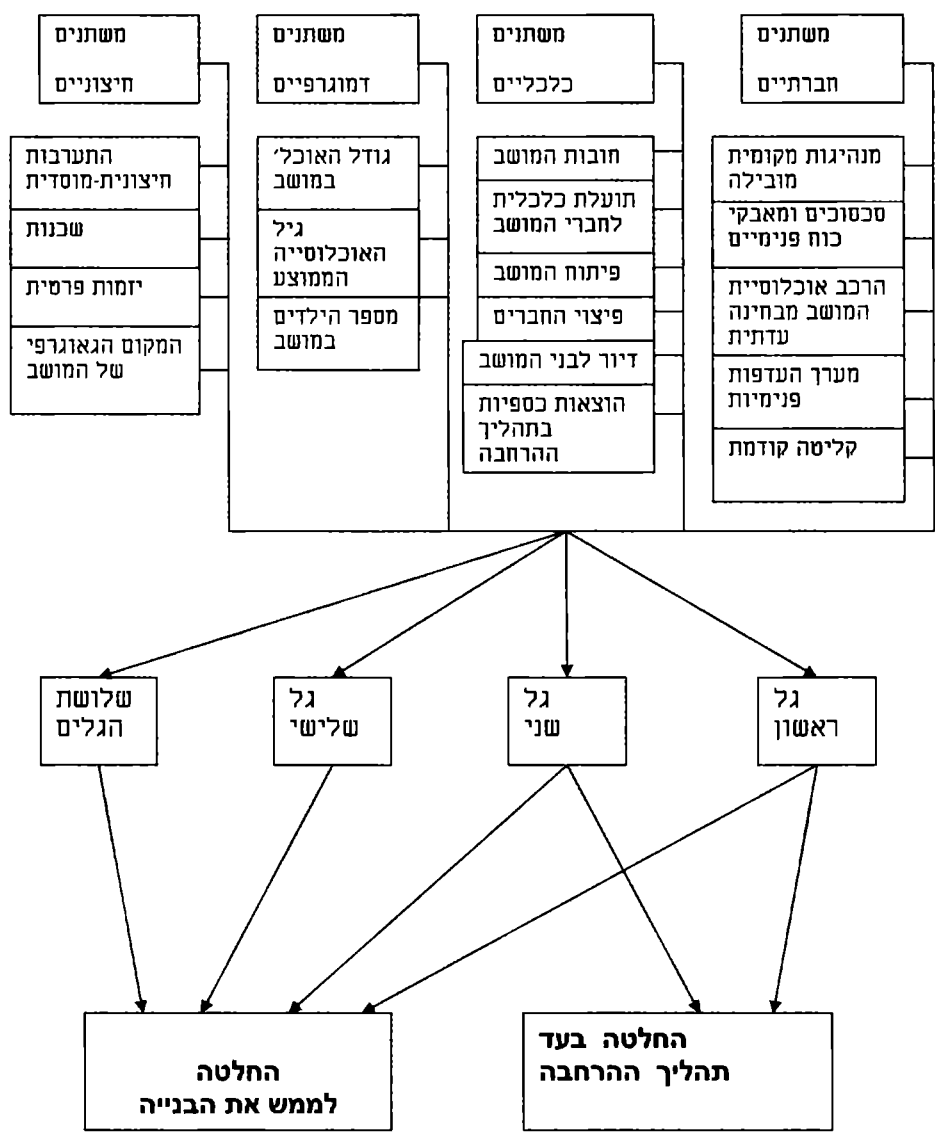 משתנים
חברתיים
מנהיגות מקומית
מובילה
סכסוכים ומאבקי
כוח פנימיים
הרכב אוכלוסיית
המושב מבחינה
עדתית
מערך העדפות
פנימיות
קליטה קודמת
משתנים
כלכליים
חובות המושב
תועלת כלכלית
לחברי המושב
פיתוח המושב
פיצוי החברים
דיור לבני המושב
הוצאות כספיות
בתהליך
ההרחבה
משתנים
דמוגרפיים
גודל האוכל'
במושב
גיל
האוכלוסייה
הממוצע
מספר הילדים
במושב
משתנים
חיצוניים
התערבות
חיצונית-מוסדית
שכנות
יזמות פרטית
המקום הגאוגרפי
של המושב
גל
ראשון
גל
שני
גל
שלישי
שלושת
הגלים
החלטה בעד
תהליך ההרחבה
החלטה
לממש את הבנייה